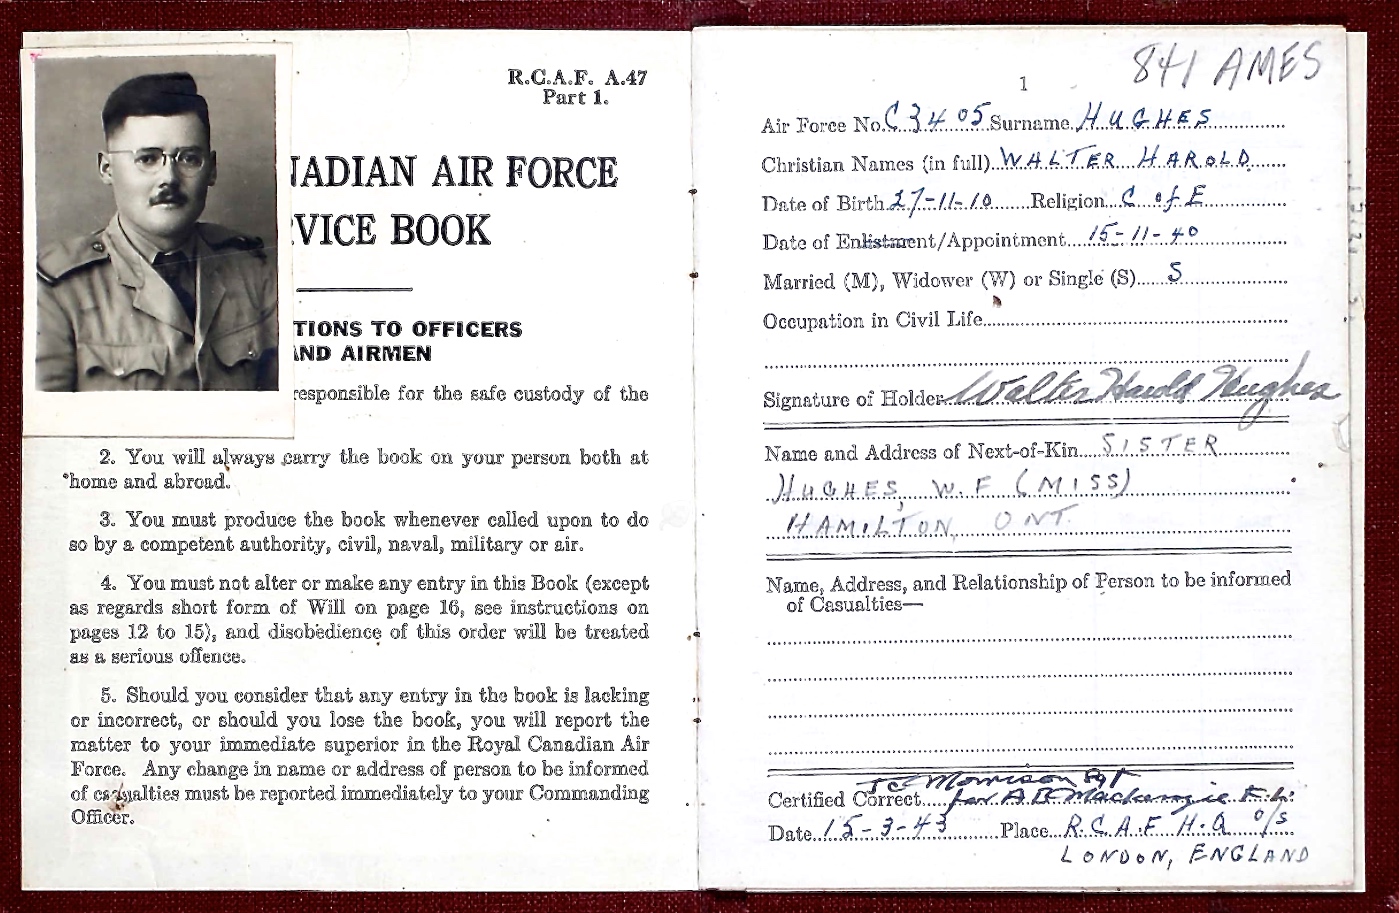 R.C.A.F. A.47
Part 1.
NADIAN AIR FORCE
VICE BOOK
TIONS TO OFFICERS
AND AIRMEN
responsible for the safe custody of the
2. You will always carry the book on your person both at
home and abroad.
3. You must produce the book whenever called upon to do
so by a competent authority, civil, naval, military or air.
4. You must not alter or make any entry in this Book (except
as regards short form of Will on page 16, see instructions on
pages 12 to 15), and disobedience of this order will be treated
as a serious offence.
5. Should you consider that any entry in the book is lacking
or incorrect, or should you lose the book, you will report the
matter to your immediate superior in the Royal Canadian Air
Force. Any change in name or address of person to be informed
of casualties must be reported immediately to your Commanding
Officer.
841 AMES
1
Air Force No. C3405 Surname HUGHES
Christian Names (in full) WALTER HAROLD
Date of Birth 27-11-10 Religion C of E
Date of Enlistment/Appointment 15-11-40
Married (M), Widower (W) or Single (S) S
Occupation in Civil Life
Signature of Holder Walter Harold Hughes
Name and Address of Next-of-Kin SISTER
HUGHES, W.F (MISS)
HAMILTON, ONT.
Name, Address, and Relationship of Person to be informed
of Casualties—
Morrison Sgt
Certified Correct for A B Mackenzie F.L.
Date 15-3-43 Place R.C.A.F H.Q O/S
LONDON, ENGLAND